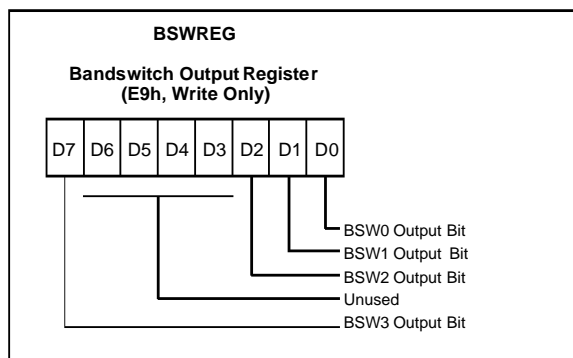 BSWREG
Bandswitch Output Register
(E9h, Write Only)
D7 D6 D5 D4 D3 D2 D1 D0
BSW0 Output Bit
BSW1 Output Bit
BSW2 Output Bit
Unused
BSW3 Output Bit